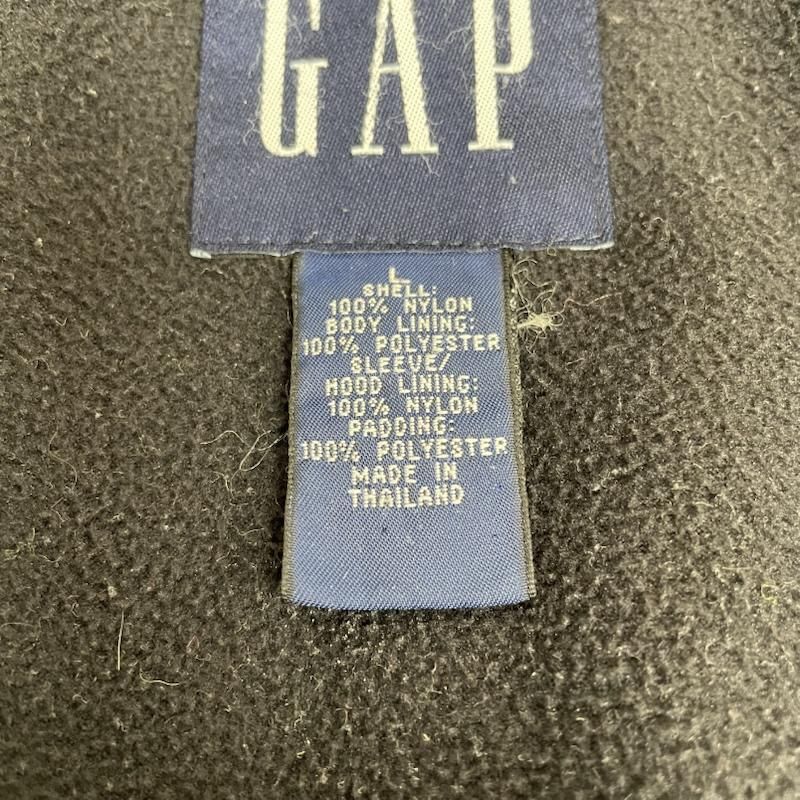 GAP
L
SHELL:
100% NYLON
BODY LINING:
100% POLYESTER
SLEEVE/
HOOD LINING:
100% NYLON
PADDING:
100% POLYESTER
MADE IN
THAILAND